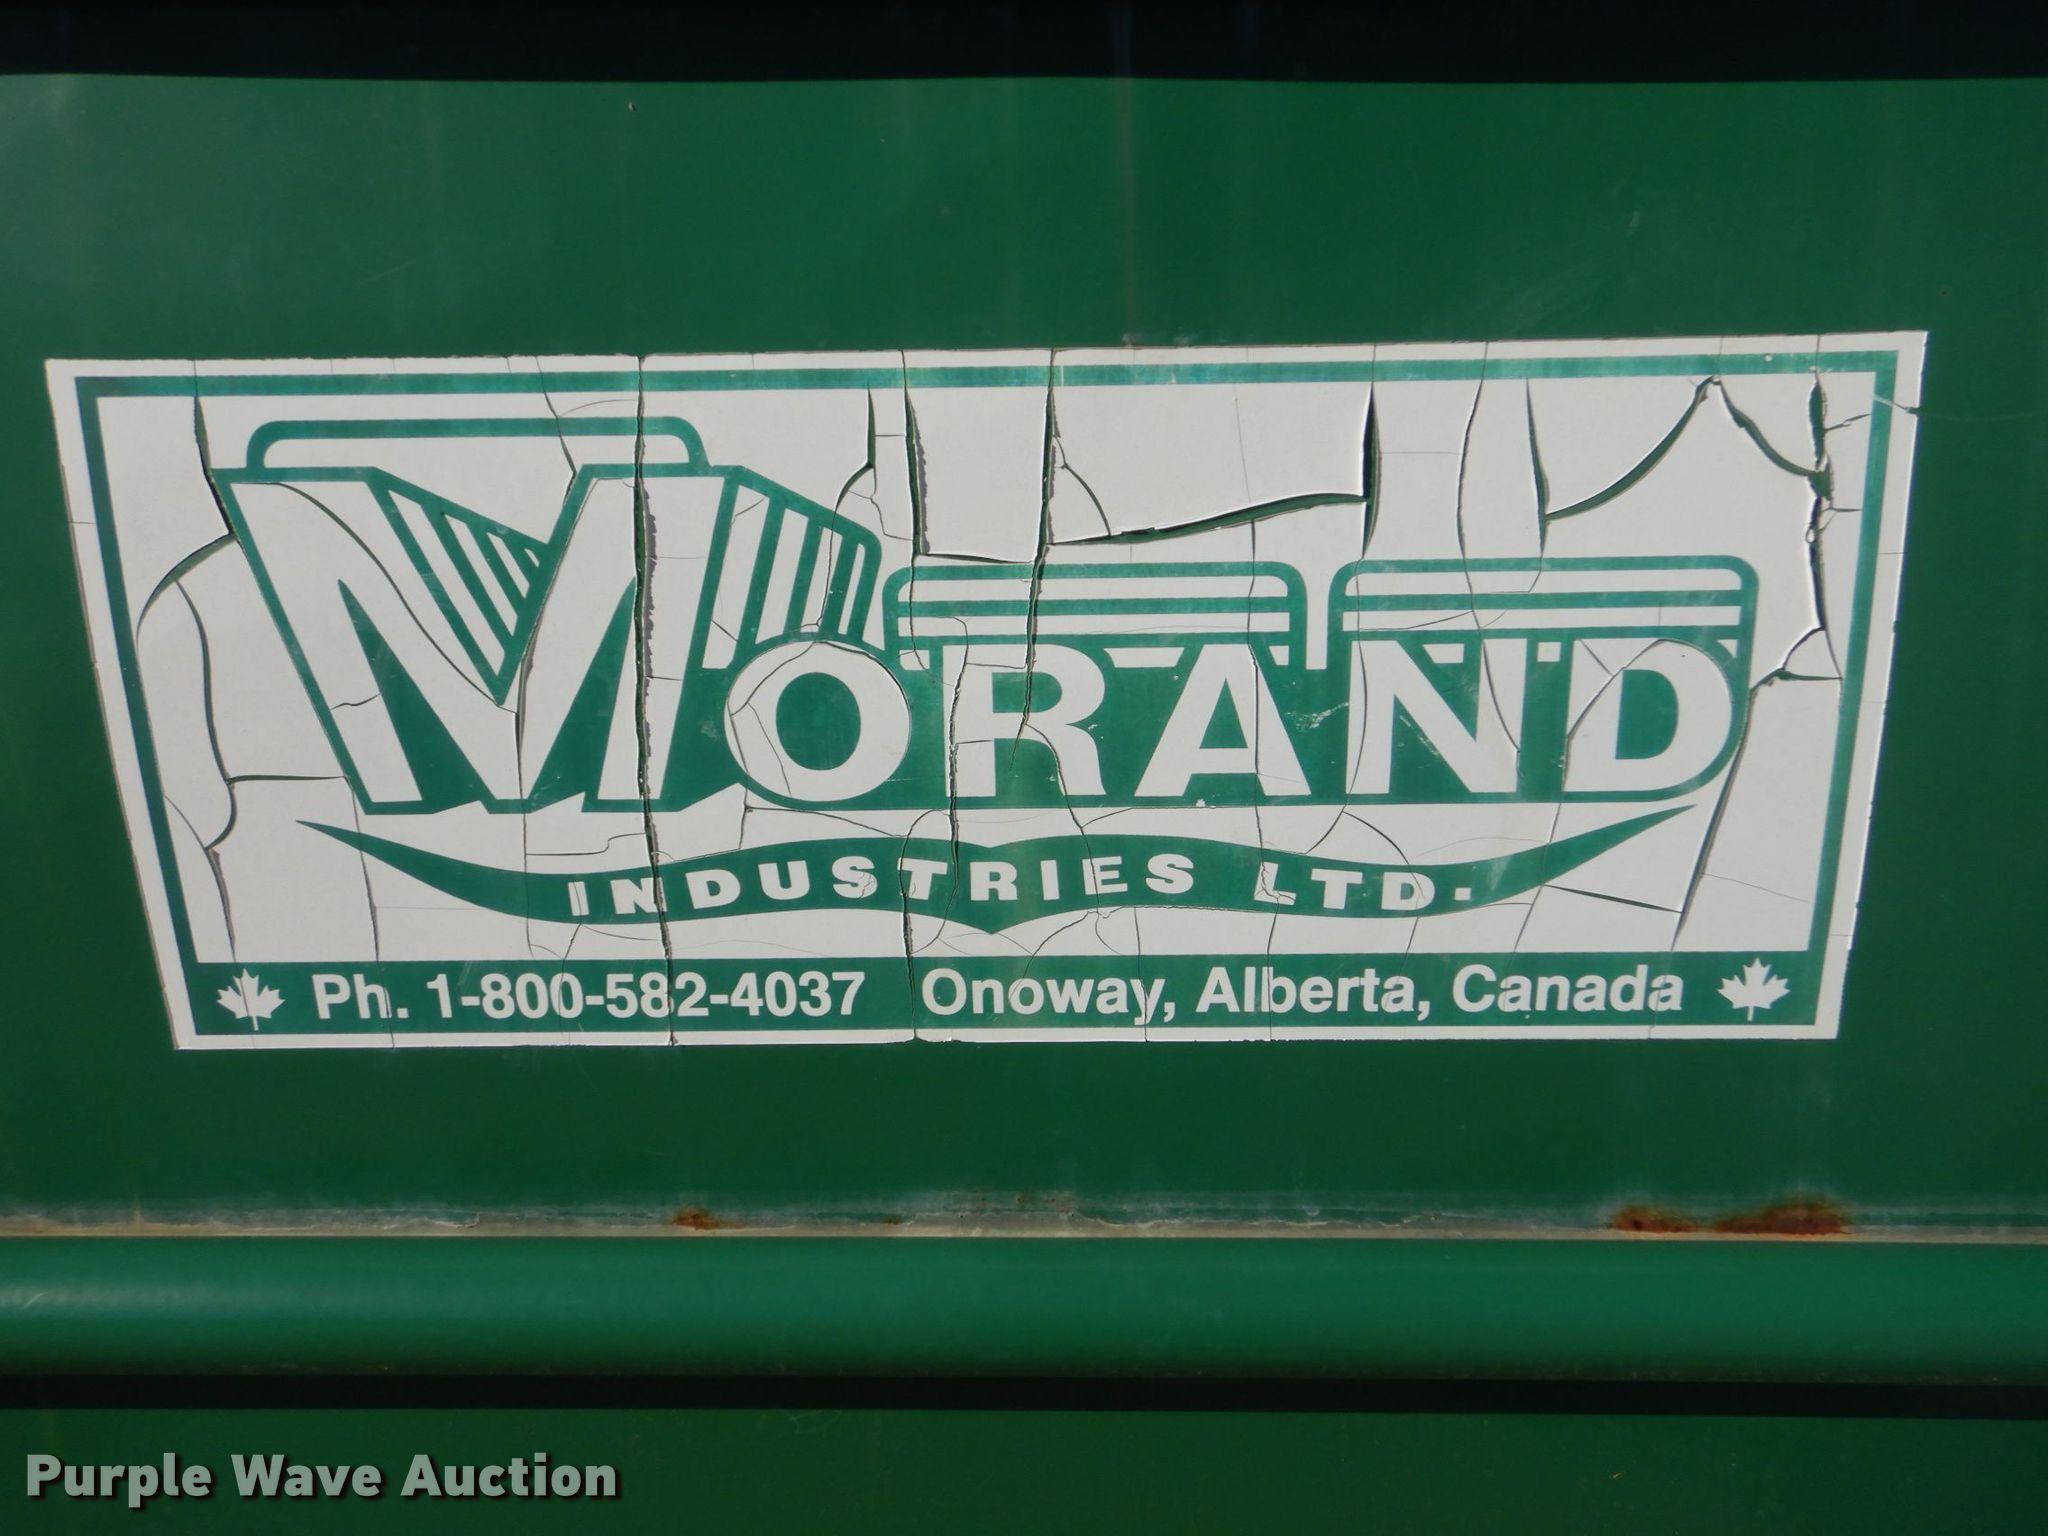 MORAND
INDUSTRIES LTD.
Ph. 1-800-582-4037 Onoway, Alberta, Canada
Purple Wave Auction